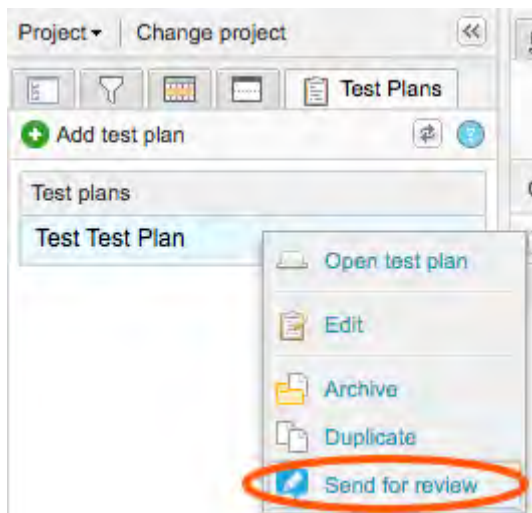 Project Change project
Test Plans
Add test plan
Test plans
Test Test Plan
Open test plan
Edit
Archive
Duplicate
Send for review